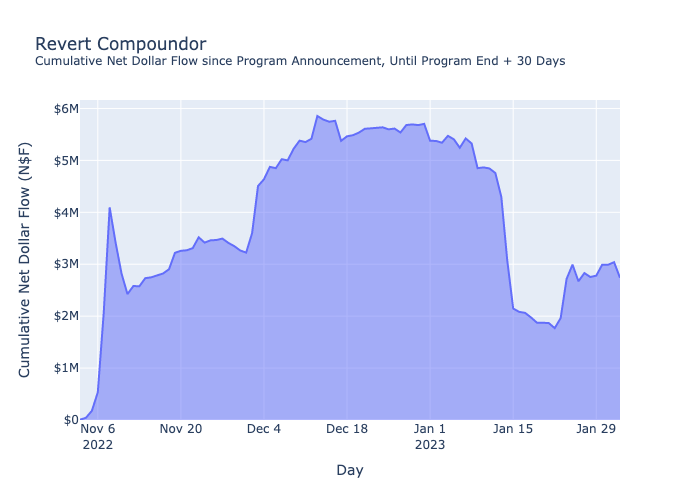 Revert Compoundor
Cumulative Net Dollar Flow since Program Announcement, Until Program End + 30 Days
Cumulative Net Dollar Flow (N$F)
$6M
$5M
$4M
$3M
$2M
$1M
$0
Nov 6 Nov 20 Dec 4 Dec 18 Jan 1 Jan 15 Jan 29
2022 2023
Day